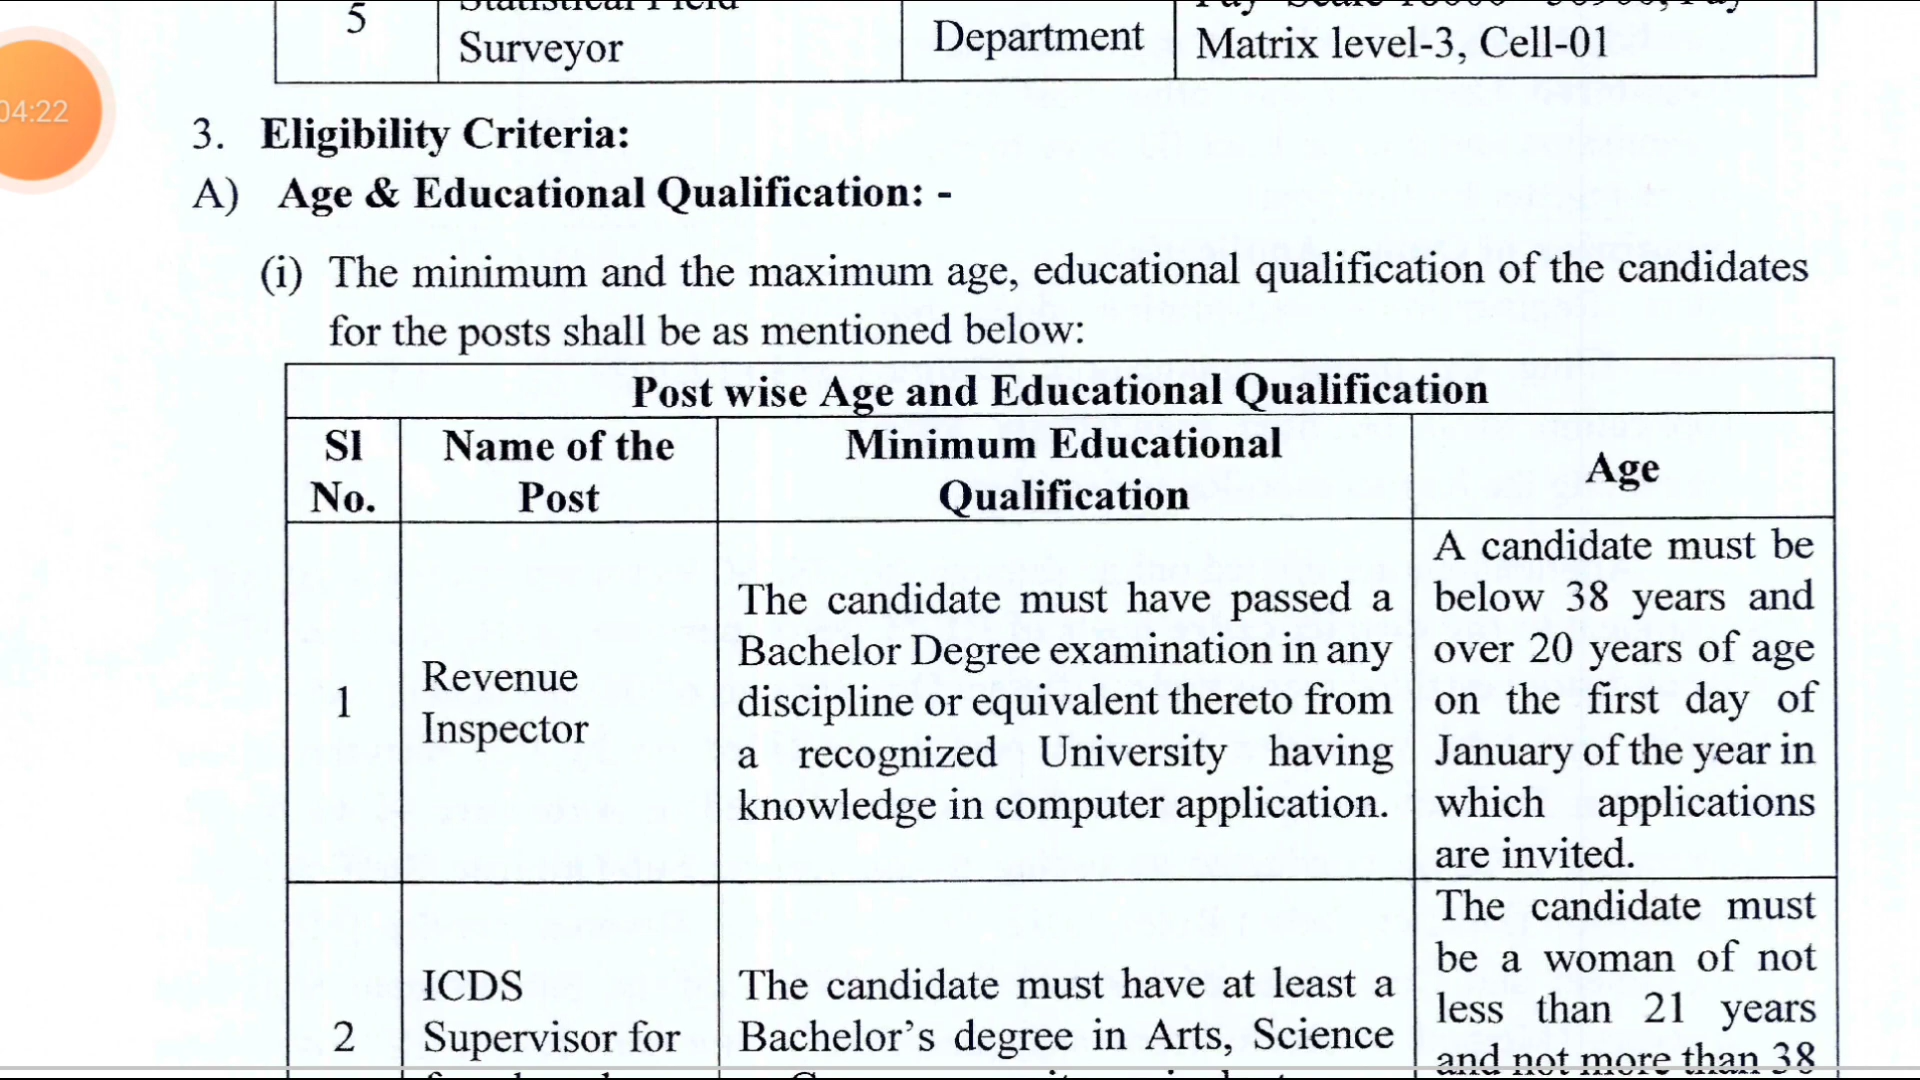 5
Surveyor
Department
Matrix level-3, Cell-01
04:22
3. Eligibility Criteria:
A) Age & Educational Qualification: -
(i) The minimum and the maximum age, educational qualification of the candidates
for the posts shall be as mentioned below:
Post wise Age and Educational Qualification
Sl
No.
Name of the
Post
Minimum Educational
Qualification
Age
1
Revenue
Inspector
The candidate must have passed a
Bachelor Degree examination in any
discipline or equivalent thereto from
a recognized University having
knowledge in computer application.
A candidate must be
below 38 years and
over 20 years of age
on the first day of
January of the year in
which applications
are invited.
2
ICDS
Supervisor for
The candidate must have at least a
Bachelor’s degree in Arts, Science
The candidate must
be a woman of not
less than 21 years
and not more than 38